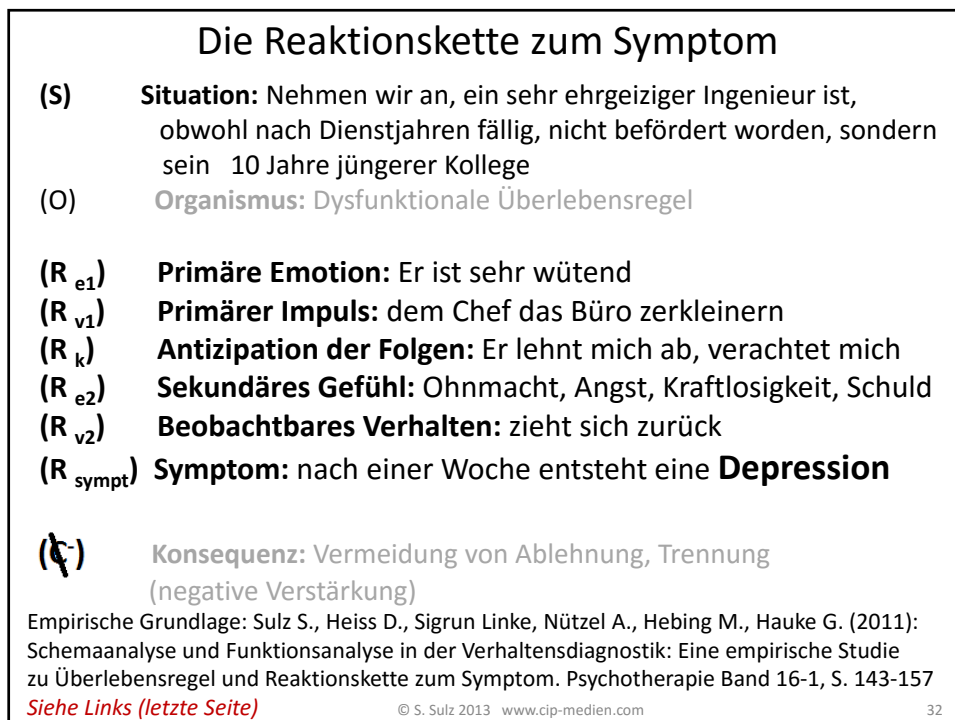 Die Reaktionskette zum Symptom
(S) Situation: Nehmen wir an, ein sehr ehrgeiziger Ingenieur ist,
obwohl nach Dienstjahren fällig, nicht befördert worden, sondern
sein 10 Jahre jüngerer Kollege
(O) Organismus: Dysfunktionale Überlebensregel
(R e1) Primäre Emotion: Er ist sehr wütend
(R v1) Primärer Impuls: dem Chef das Büro zerkleinern
(R k) Antizipation der Folgen: Er lehnt mich ab, verachtet mich
(R e2) Sekundäres Gefühl: Ohnmacht, Angst, Kraftlosigkeit, Schuld
(R v2) Beobachtbares Verhalten: zieht sich zurück
(R sympt) Symptom: nach einer Woche entsteht eine Depression
(C-) Konsequenz: Vermeidung von Ablehnung, Trennung
(negative Verstärkung)
Empirische Grundlage: Sulz S., Heiss D., Sigrun Linke, Nützel A., Hebing M., Hauke G. (2011):
Schemaanalyse und Funktionsanalyse in der Verhaltensdiagnostik: Eine empirische Studie
zu Überlebensregel und Reaktionskette zum Symptom. Psychotherapie Band 16-1, S. 143-157
Siehe Links (letzte Seite) © S. Sulz 2013 www.cip-medien.com 32